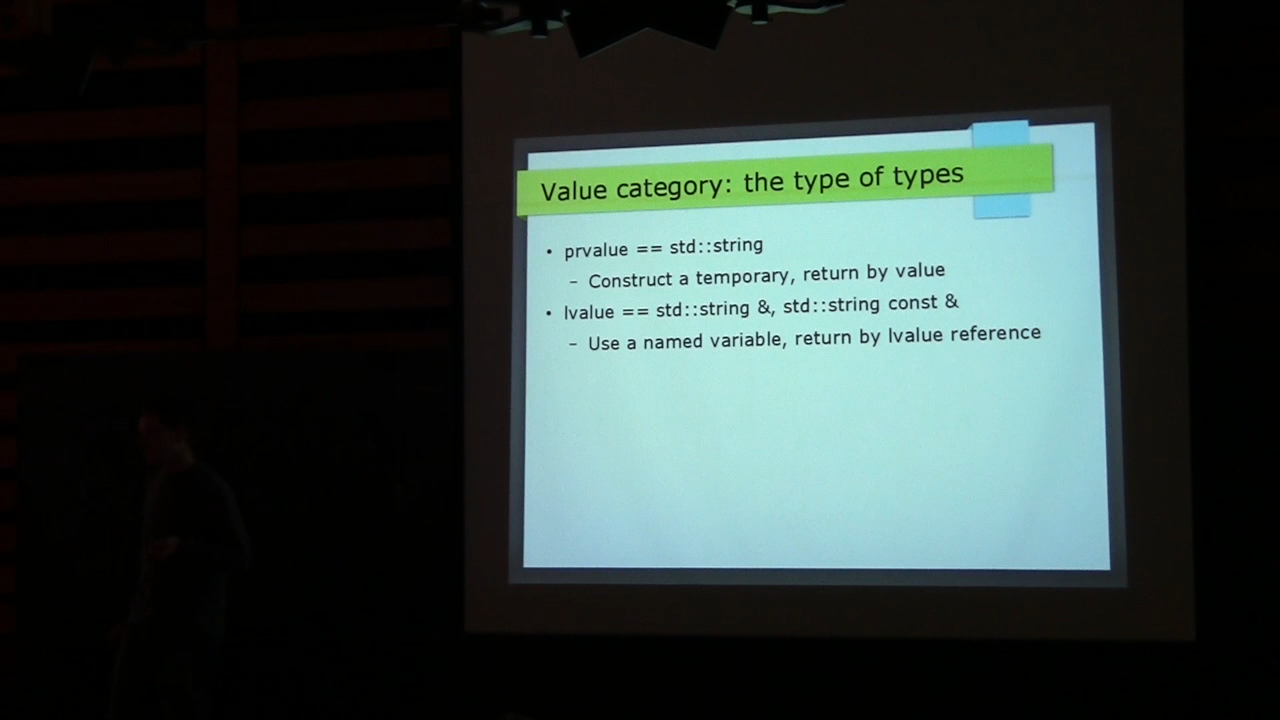 Value category: the type of types
• prvalue == std::string
– Construct a temporary, return by value
• lvalue == std::string &, std::string const &
– Use a named variable, return by lvalue reference